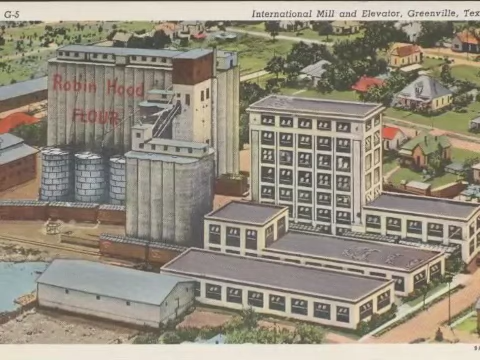 G-5
International Mill and Elevator, Greenville, Tex
Robin Hood
FLOUR